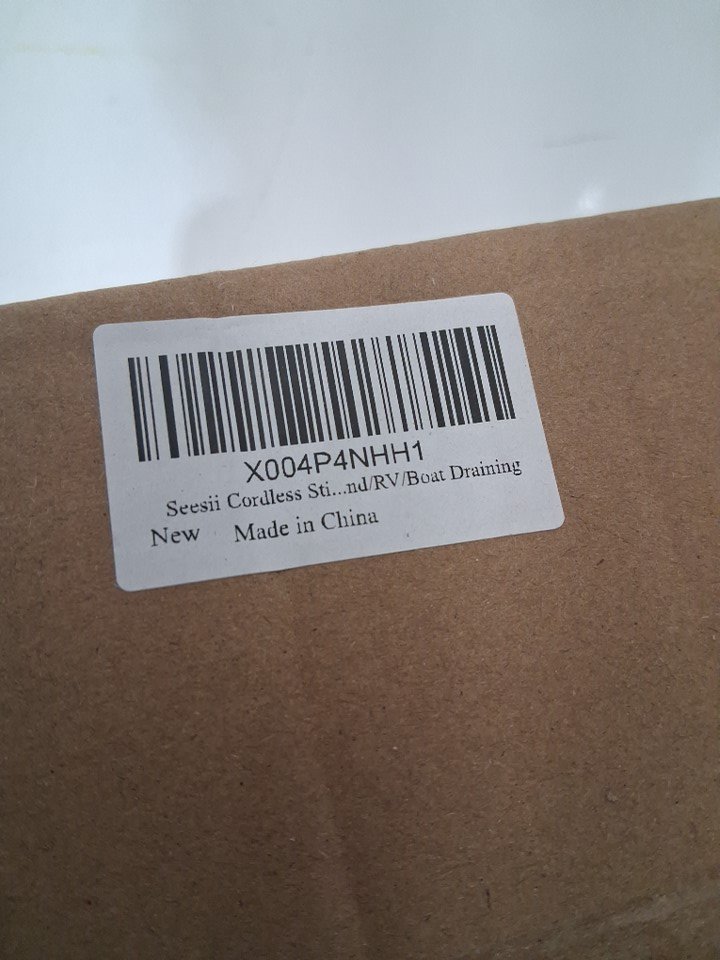 X004P4NHH1
Seesii Cordless Sti...nd/RV/Boat Draining
New Made in China